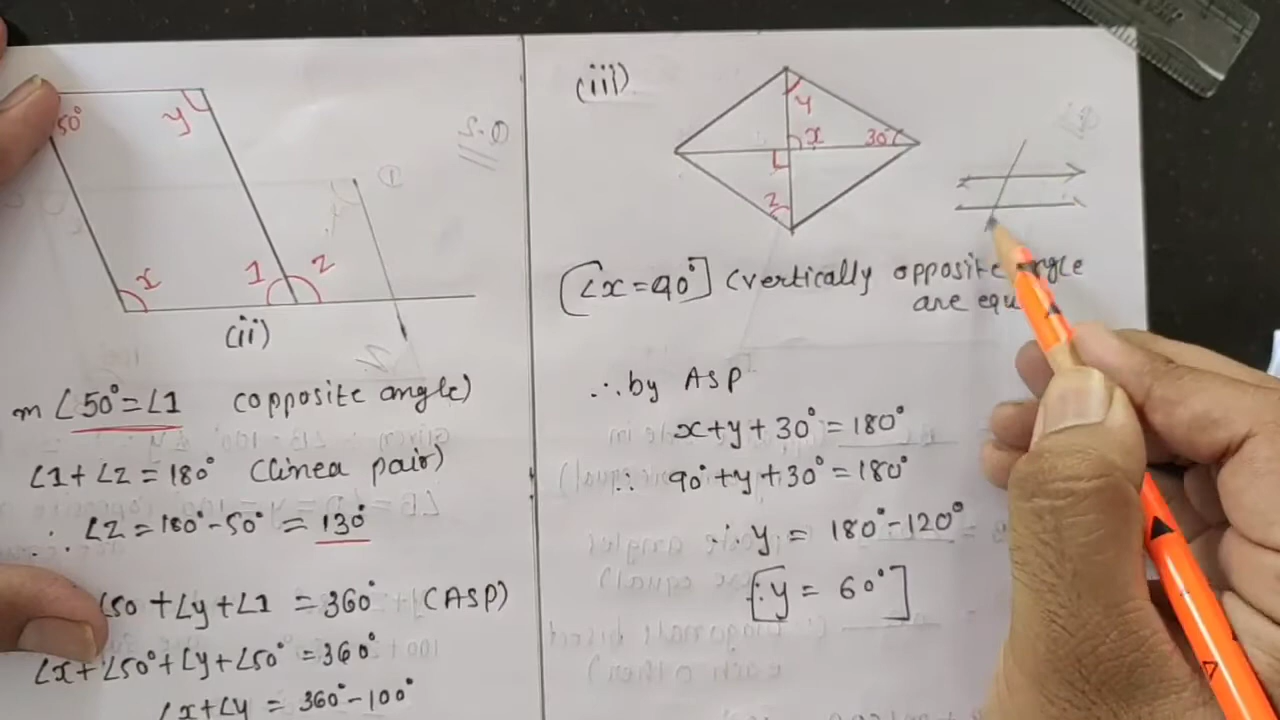 50°
y
x
1
2
(ii)
m ∠50°=∠1 (opposite angle)
∠1+∠2=180° (Linea pair)
∴ ∠2=180°-50° = 130°
∠50 +∠y+∠1 = 360° (ASP)
∠x+∠50°+∠y+∠50°=360°
∠x+∠y = 360°-100°
(iii)
y
x
30°
z
[∠x=90°] (vertically opposite angle
are equ
∴ by ASP
x+y+30°=180°
∴ 90°+y+30°=180°
∴ y = 180°-120°
[∴ y = 60°]